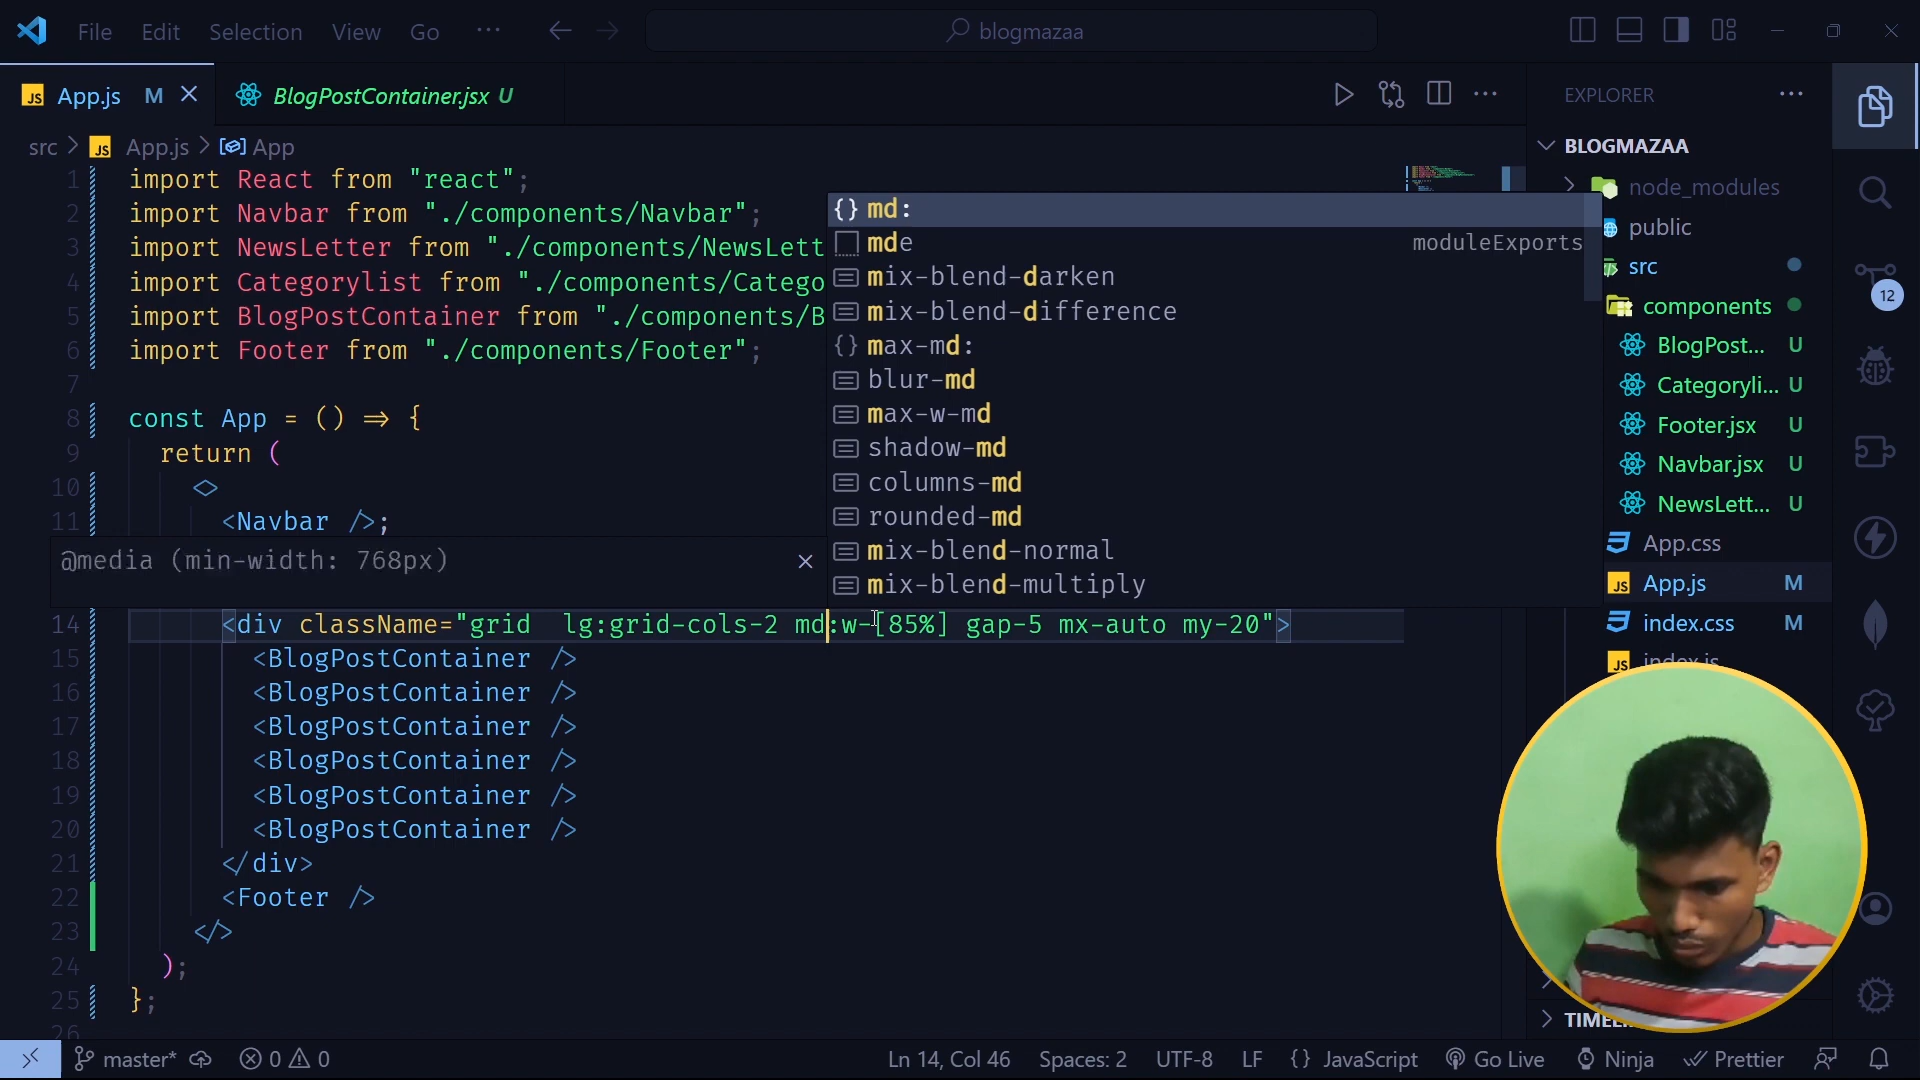 File Edit Selection View Go ··· blogmazaa
App.js M BlogPostContainer.jsx U
EXPLORER
src > App.js > App
BLOGMAZAA
1 import React from "react";
2 import Navbar from "./components/Navbar";
3 import NewsLetter from "./components/NewsLett
4 import Categorylist from "./components/Catego
5 import BlogPostContainer from "./components/B
6 import Footer from "./components/Footer";
7
8 const App = () => {
9 return (
10 <>
11 <Navbar />;
@media (min-width: 768px)
14 <div className="grid  lg:grid-cols-2 md:w-[85%] gap-5 mx-auto my-20">
15 <BlogPostContainer />
16 <BlogPostContainer />
17 <BlogPostContainer />
18 <BlogPostContainer />
19 <BlogPostContainer />
20 <BlogPostContainer />
21 </div>
22 <Footer />
23 </>
24 );
25 };
26
{} md:
mde moduleExports
mix-blend-darken
mix-blend-difference
{} max-md:
blur-md
max-w-md
shadow-md
columns-md
rounded-md
mix-blend-normal
mix-blend-multiply
node_modules
public
src
components
BlogPost... U
Categoryli... U
Footer.jsx U
Navbar.jsx U
NewsLett... U
App.css
App.js M
index.css M
index.js
12
master* 0 0 Ln 14, Col 46 Spaces: 2 UTF-8 LF {} JavaScript Go Live Ninja Prettier